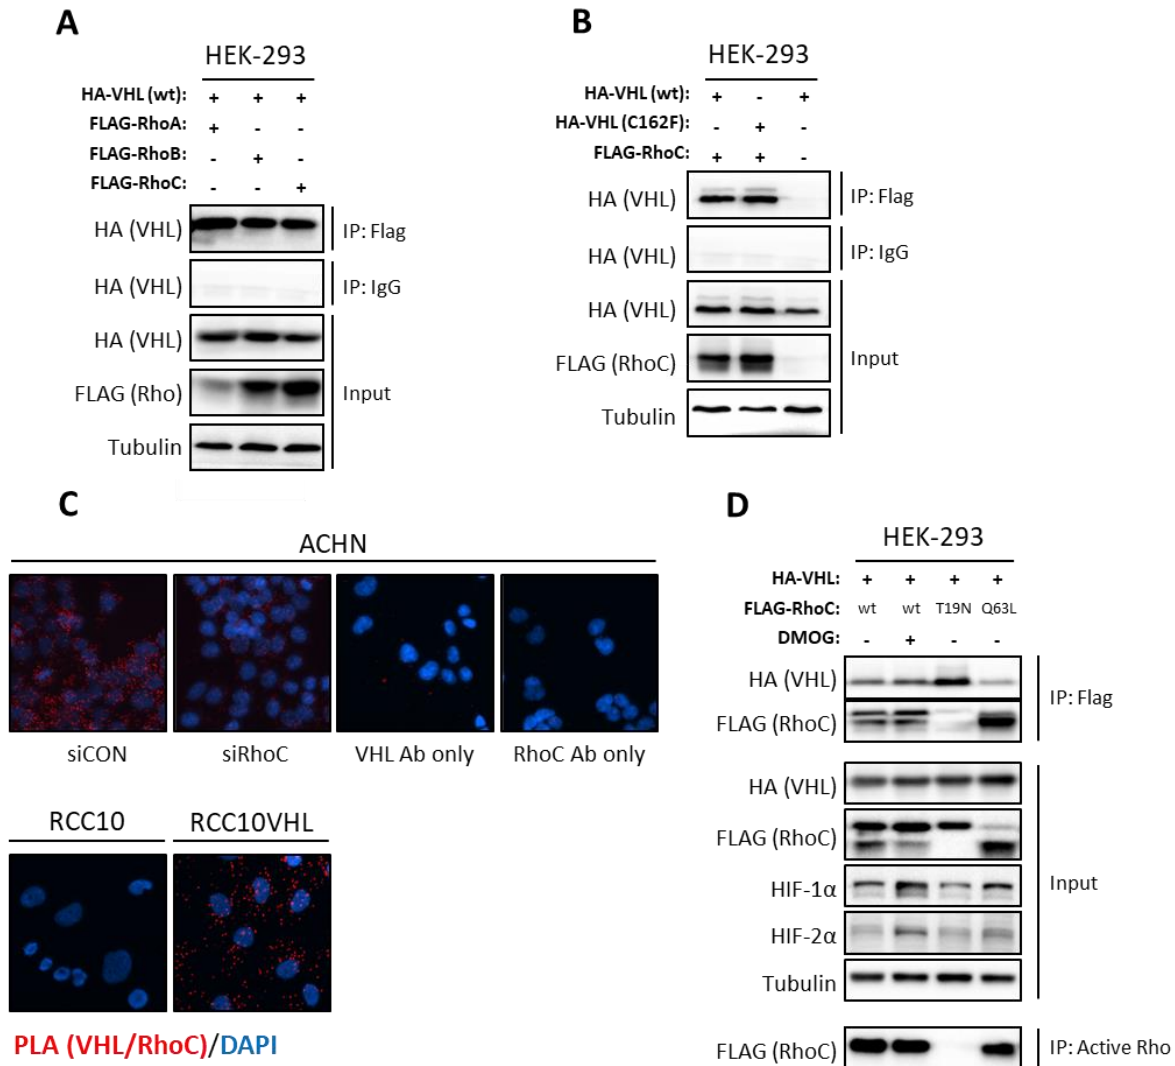 A
HEK-293
HA-VHL (wt): + + +
FLAG-RhoA: + - -
FLAG-RhoB: - + -
FLAG-RhoC: - - +
HA (VHL) IP: Flag
HA (VHL) IP: IgG
HA (VHL)
FLAG (Rho) Input
Tubulin
B
HEK-293
HA-VHL (wt): + - +
HA-VHL (C162F): - + -
FLAG-RhoC: + + -
HA (VHL) IP: Flag
HA (VHL) IP: IgG
HA (VHL)
FLAG (RhoC) Input
Tubulin
C
ACHN
siCON siRhoC VHL Ab only RhoC Ab only
RCC10 RCC10VHL
PLA (VHL/RhoC)/DAPI
D
HEK-293
HA-VHL: + + + +
FLAG-RhoC: wt wt T19N Q63L
DMOG: - + - -
HA (VHL) IP: Flag
FLAG (RhoC)
HA (VHL)
FLAG (RhoC)
HIF-1α Input
HIF-2α
Tubulin
FLAG (RhoC) IP: Active Rho